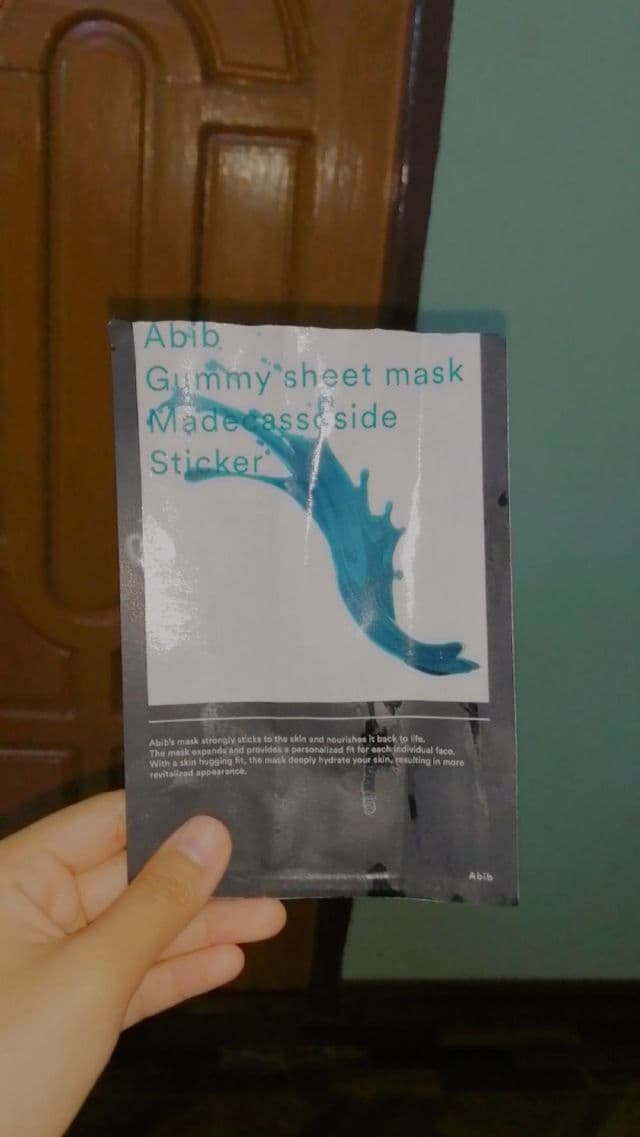 Abib
Gummy sheet mask
Madecassoside
Sticker
Abib's mask strongly sticks to the skin and nourishes it back to life.
The mask expands and provides a personalized fit for each individual face.
With a skin hugging fit, the mask deeply hydrate your skin, resulting in more
revitalized appearance.
Abib